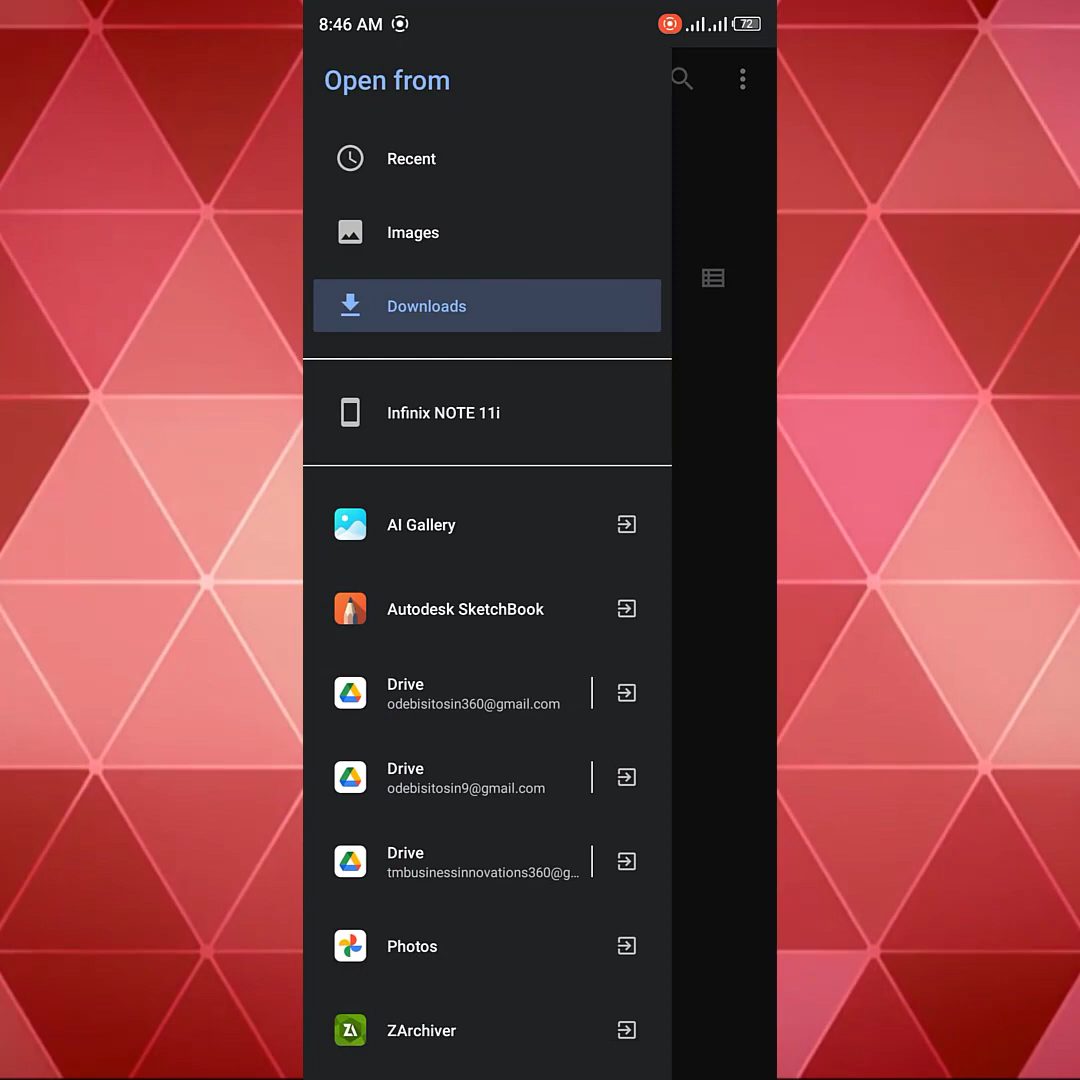 8:46 AM
72
Open from
Recent
Images
Downloads
Infinix NOTE 11i
AI Gallery
Autodesk SketchBook
Drive
odebisitosin360@gmail.com
Drive
odebisitosin9@gmail.com
Drive
tmbusinessinnovations360@g...
Photos
ZA
ZArchiver